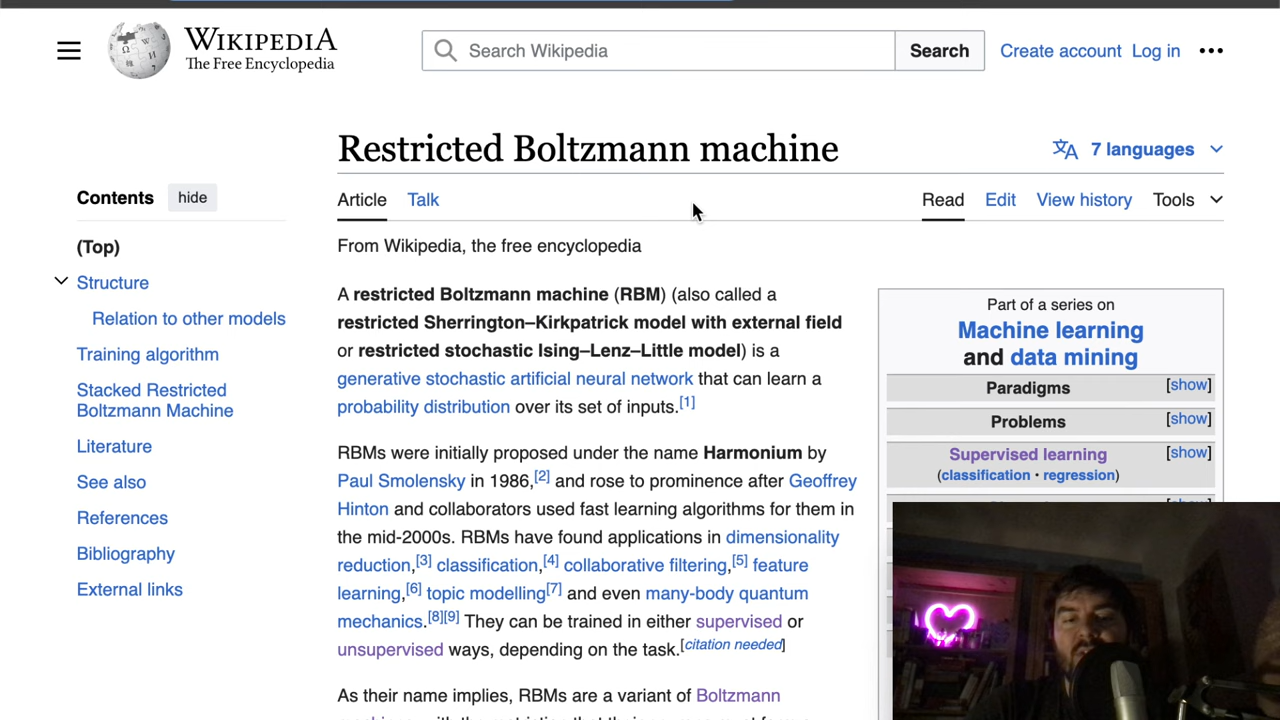 WIKIPEDIA
The Free Encyclopedia
Search Wikipedia
Search
Create account Log in
Restricted Boltzmann machine
7 languages
Contents hide
Article Talk
Read Edit View history Tools
(Top)
From Wikipedia, the free encyclopedia
Structure
Relation to other models
Training algorithm
Stacked Restricted
Boltzmann Machine
Literature
See also
References
Bibliography
External links
A restricted Boltzmann machine (RBM) (also called a
restricted Sherrington–Kirkpatrick model with external field
or restricted stochastic Ising–Lenz–Little model) is a
generative stochastic artificial neural network that can learn a
probability distribution over its set of inputs.[1]
RBMs were initially proposed under the name Harmonium by
Paul Smolensky in 1986,[2] and rose to prominence after Geoffrey
Hinton and collaborators used fast learning algorithms for them in
the mid-2000s. RBMs have found applications in dimensionality
reduction,[3] classification,[4] collaborative filtering,[5] feature
learning,[6] topic modelling[7] and even many-body quantum
mechanics.[8][9] They can be trained in either supervised or
unsupervised ways, depending on the task.[citation needed]
As their name implies, RBMs are a variant of Boltzmann
Part of a series on
Machine learning
and data mining
Paradigms [show]
Problems [show]
Supervised learning [show]
(classification • regression)